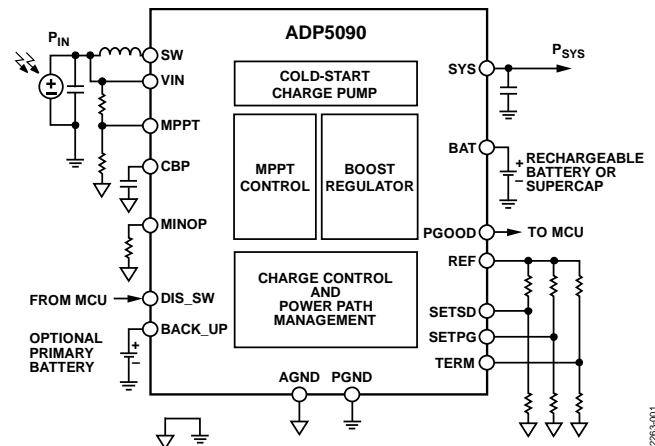 ADP5090
PIN
SW
VIN
MPPT
CBP
MINOP
FROM MCU
DIS_SW
BACK_UP
OPTIONAL
PRIMARY
BATTERY
COLD-START
CHARGE PUMP
MPPT
CONTROL
BOOST
REGULATOR
CHARGE CONTROL
AND
POWER PATH
MANAGEMENT
SYS
PSYS
BAT
+
–
RECHARGEABLE
BATTERY OR
SUPERCAP
PGOOD
TO MCU
REF
SETSD
SETPG
TERM
AGND
PGND
+
–
+
–